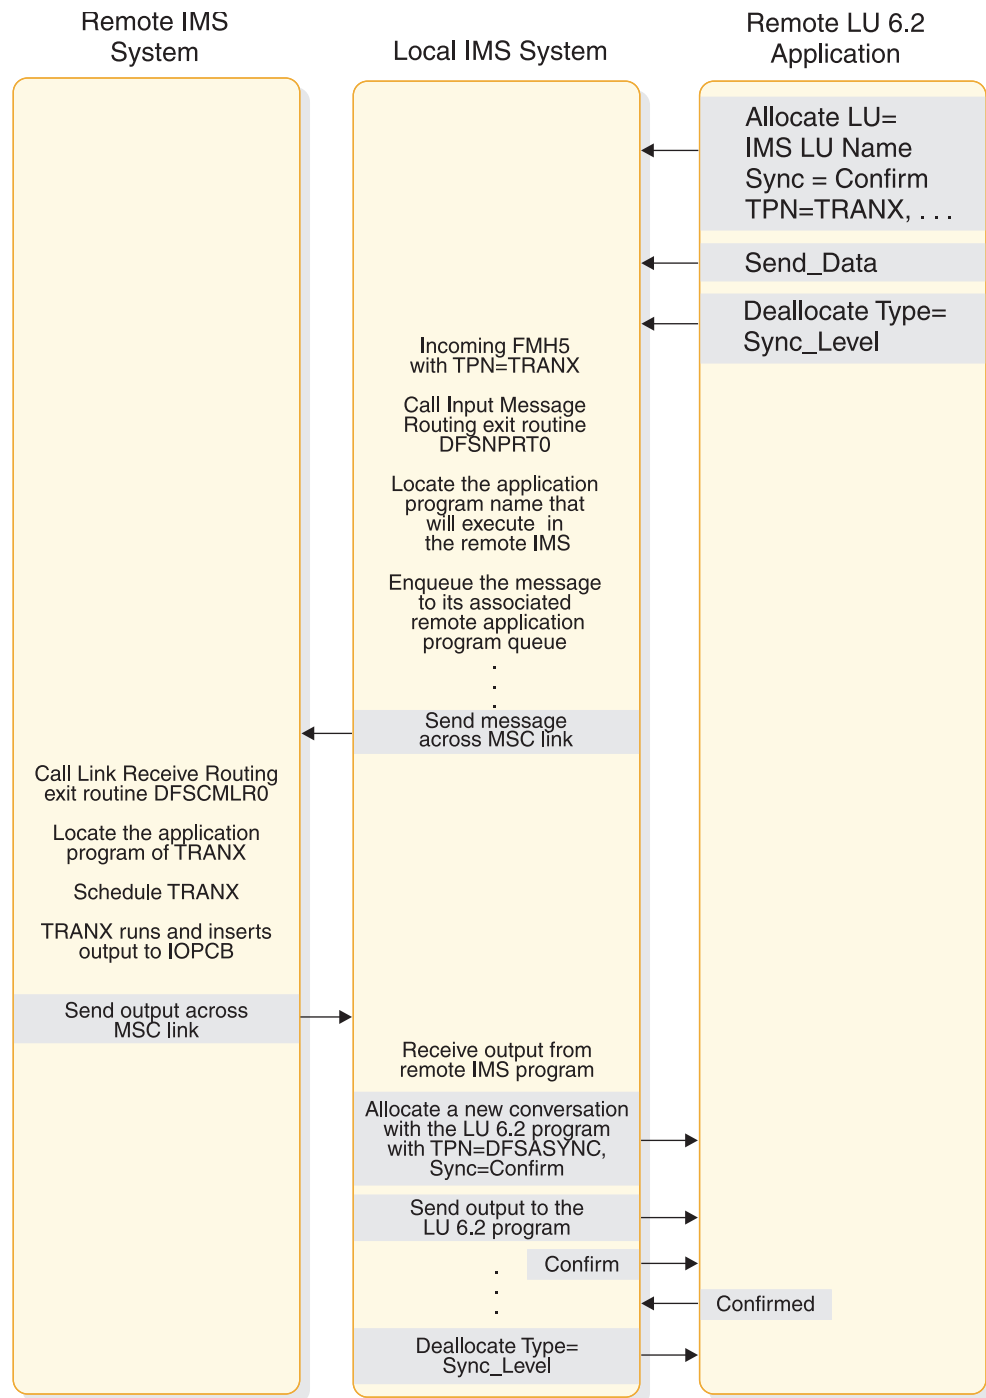 Remote IMS
System
Local IMS System
Remote LU 6.2
Application
Allocate LU=
IMS LU Name
Sync = Confirm
TPN=TRANX, . . .
Send_Data
Deallocate Type=
Sync_Level
Incoming FMH5
with TPN=TRANX
Call Input Message
Routing exit routine
DFSNPRT0
Locate the application
program name that
will execute in
the remote IMS
Enqueue the message
to its associated
remote application
program queue
.
.
.
Send message
across MSC link
Call Link Receive Routing
exit routine DFSCMLR0
Locate the application
program of TRANX
Schedule TRANX
TRANX runs and inserts
output to IOPCB
Send output across
MSC link
Receive output from
remote IMS program
Allocate a new conversation
with the LU 6.2 program
with TPN=DFSASYNC,
Sync=Confirm
Send output to the
LU 6.2 program
Confirm
.
.
.
Confirmed
Deallocate Type=
Sync_Level